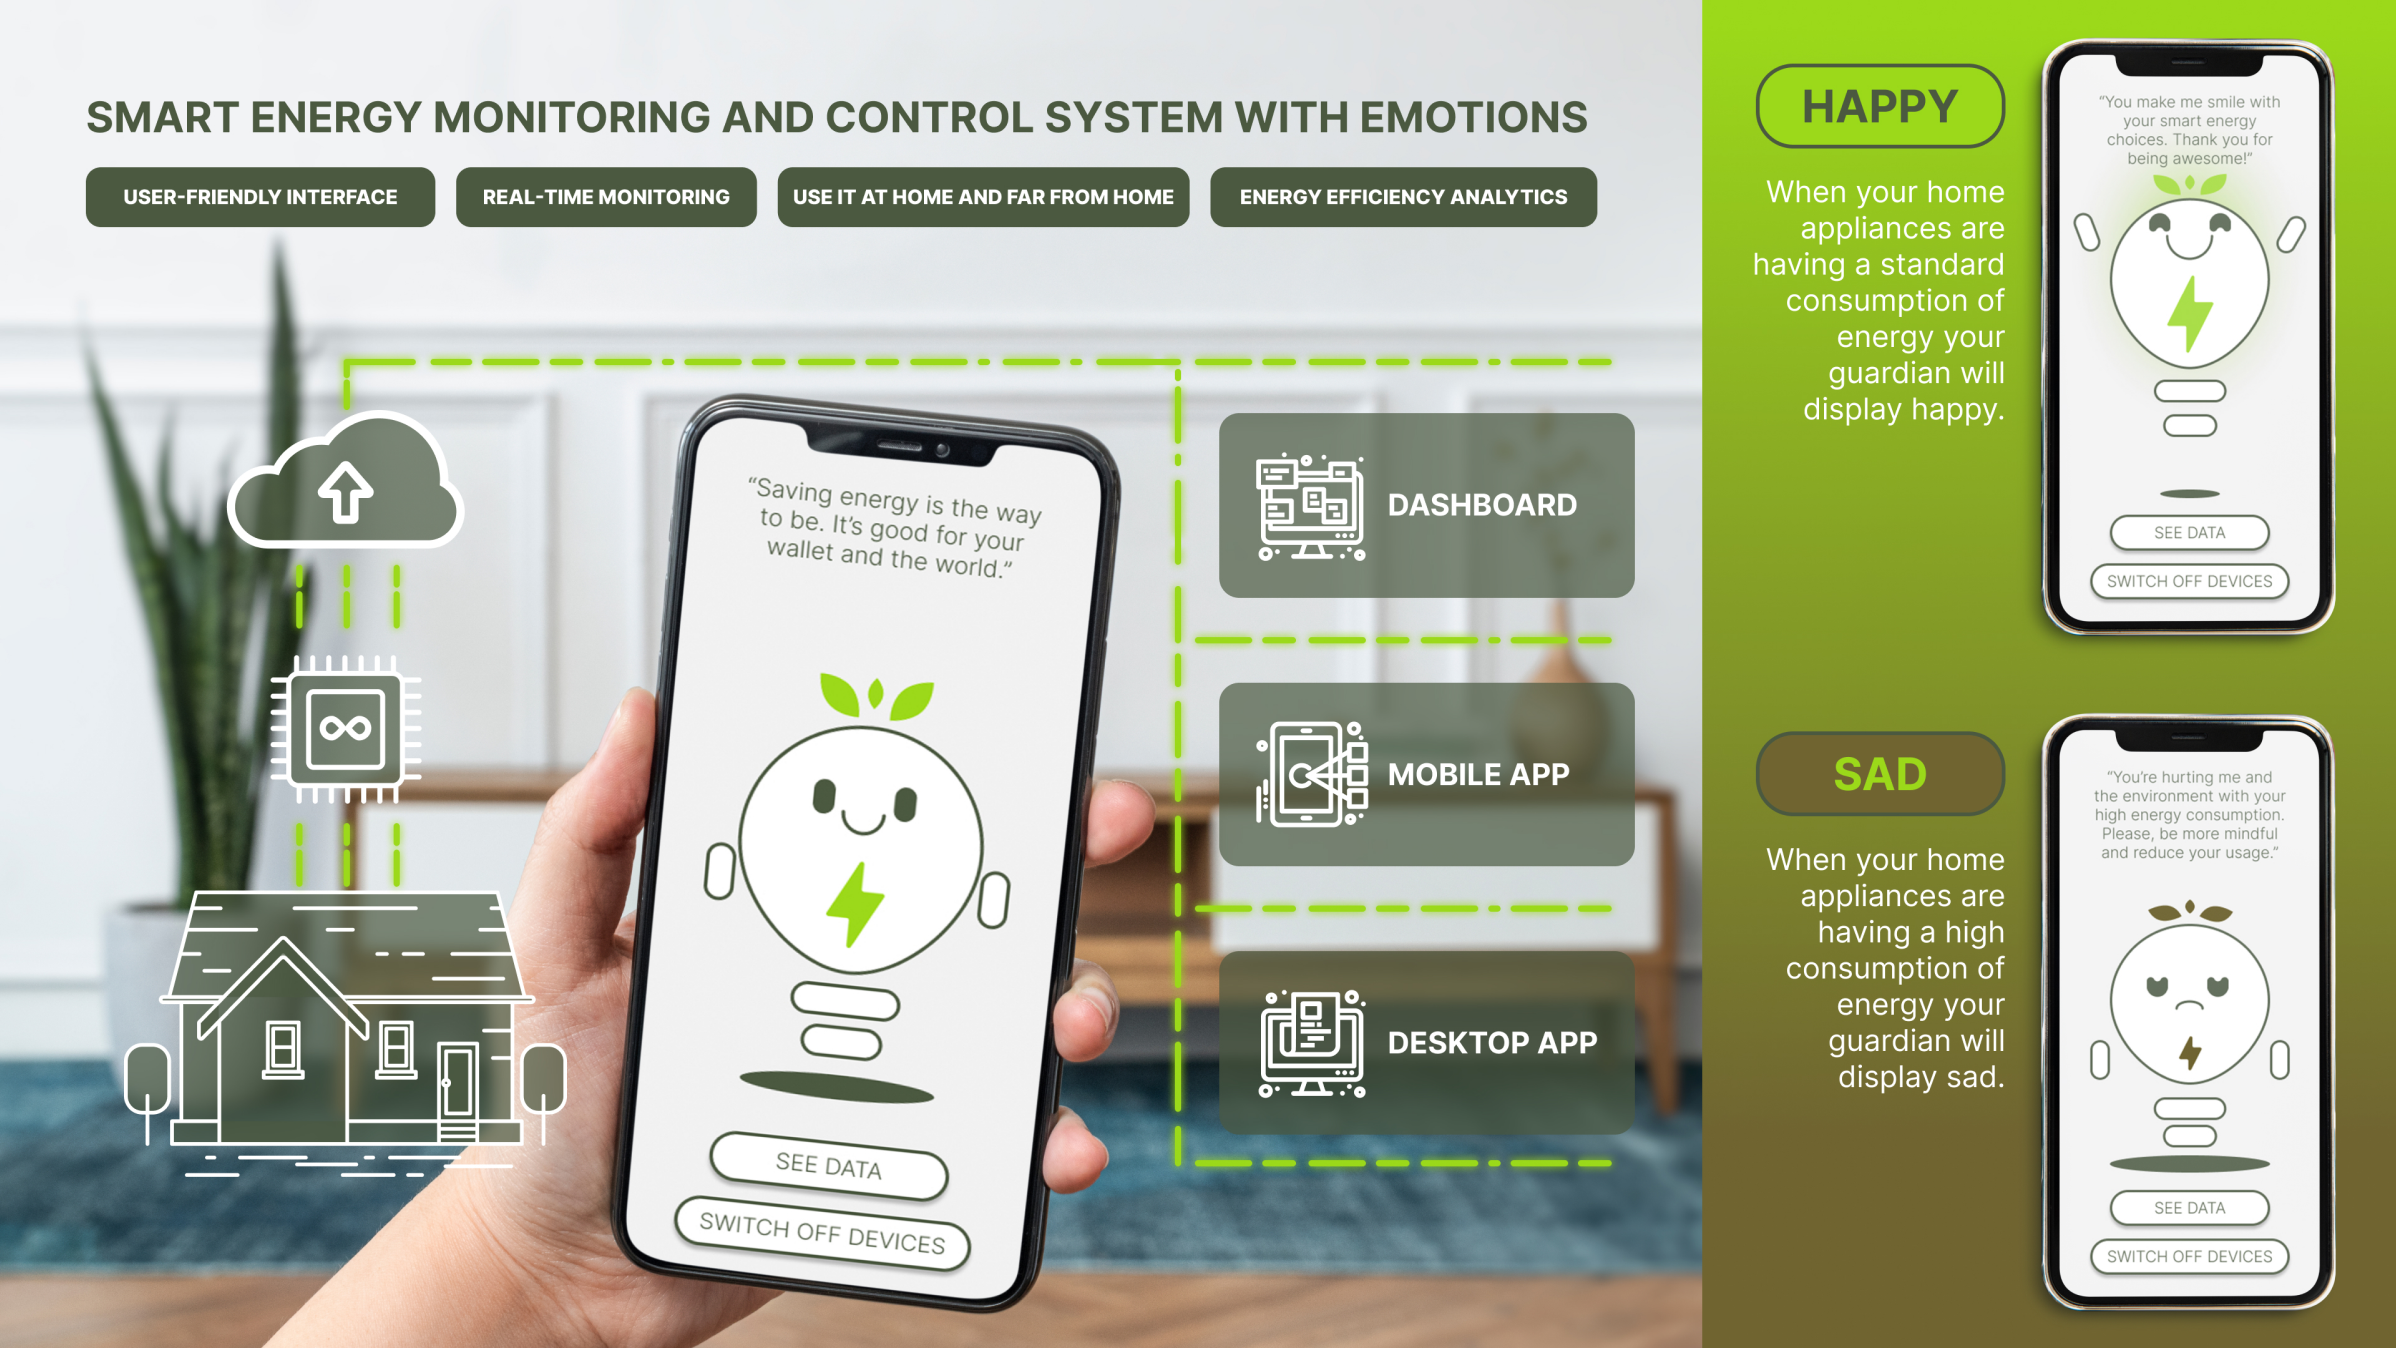 SMART ENERGY MONITORING AND CONTROL SYSTEM WITH EMOTIONS
USER-FRIENDLY INTERFACE
REAL-TIME MONITORING
USE IT AT HOME AND FAR FROM HOME
ENERGY EFFICIENCY ANALYTICS
“Saving energy is the way
to be. It’s good for your
wallet and the world.”
SEE DATA
SWITCH OFF DEVICES
DASHBOARD
MOBILE APP
DESKTOP APP
HAPPY
When your home
appliances are
having a standard
consumption of
energy your
guardian will
display happy.
“You make me smile with
your smart energy
choices. Thank you for
being awesome!”
SEE DATA
SWITCH OFF DEVICES
SAD
When your home
appliances are
having a high
consumption of
energy your
guardian will
display sad.
“You’re hurting me and
the environment with your
high energy consumption.
Please, be more mindful
and reduce your usage.”
SEE DATA
SWITCH OFF DEVICES